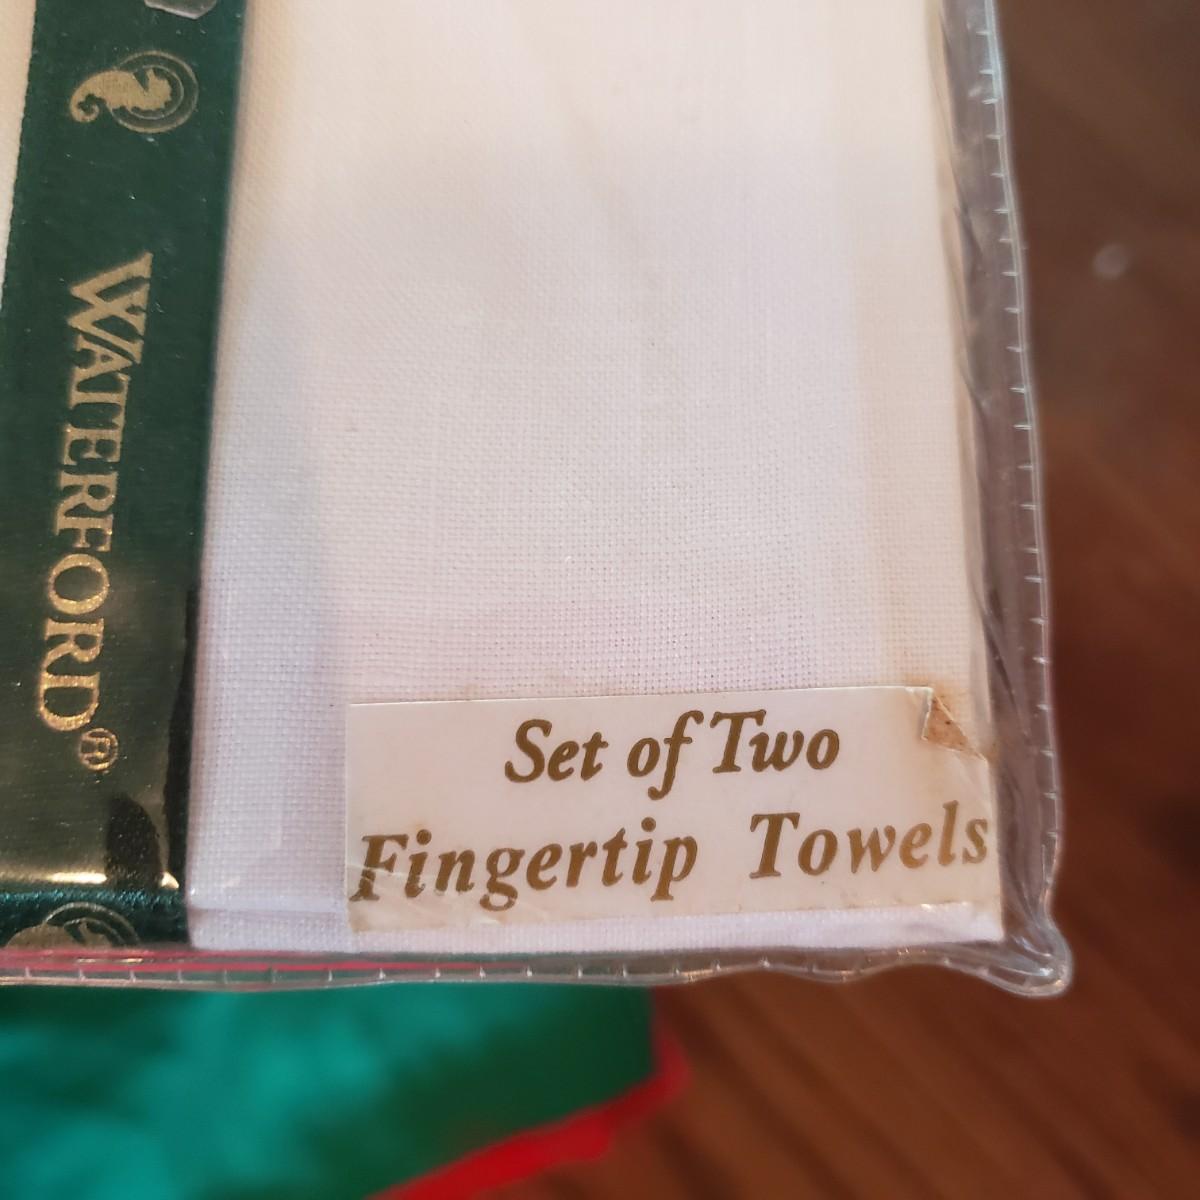 WATERFORD®
Set of Two
Fingertip Towels